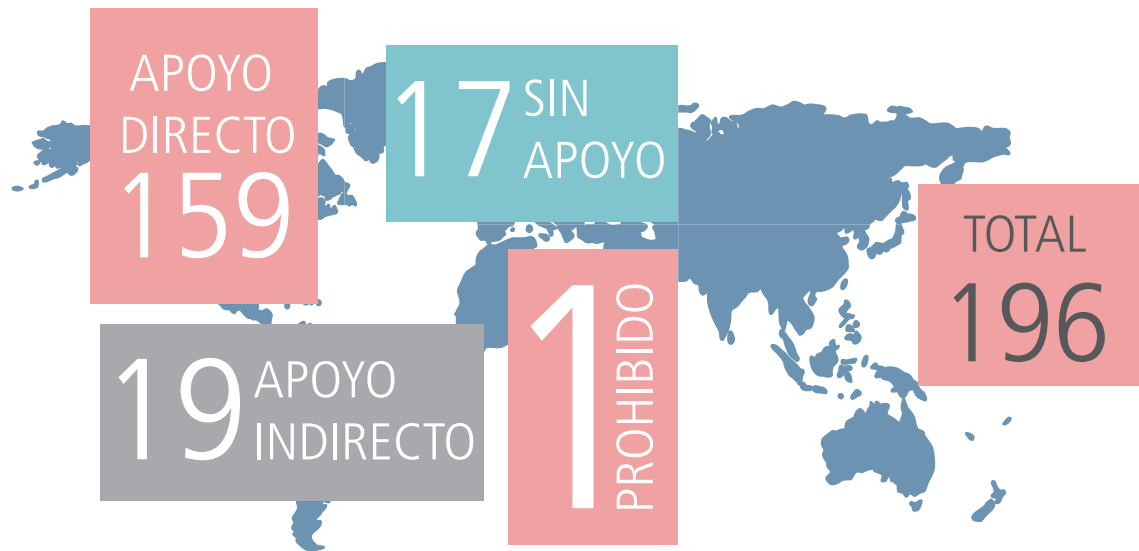 APOYO
DIRECTO
159
17 SIN
APOYO
19 APOYO
INDIRECTO
1 PROHIBIDO
TOTAL
196